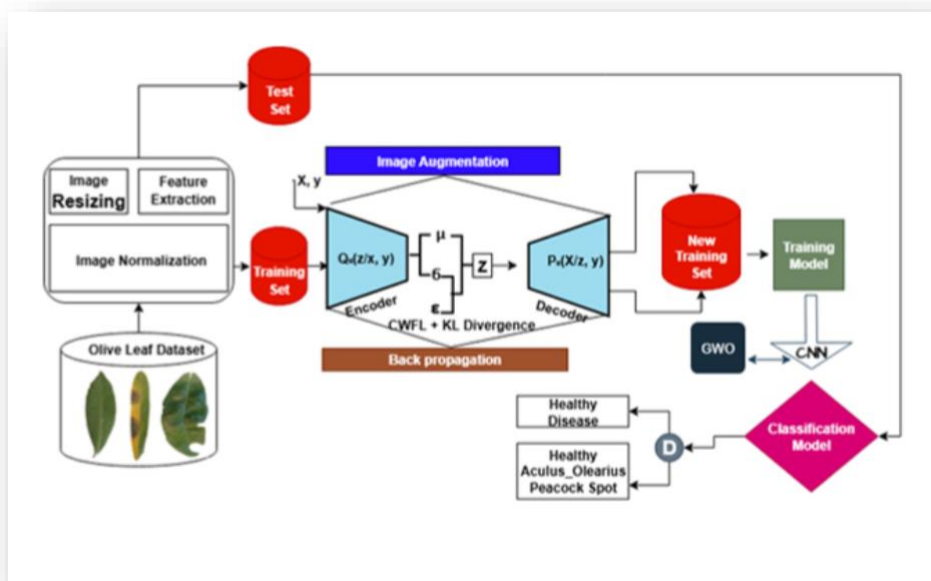 Test
Set
Image Augmentation
Image
Resizing
Feature
Extraction
X, y
Image Normalization
Training
Set
(z/x, y)
μ
Z
ε
Encoder
(X/z, y)
Decoder
CWFL + KL Divergence
Back propagation
New
Training
Set
Training
Model
Olive Leaf Dataset
GWO
CNN
Healthy
Disease
D
Classification
Model
Healthy
Aculus_Olearius
Peacock Spot